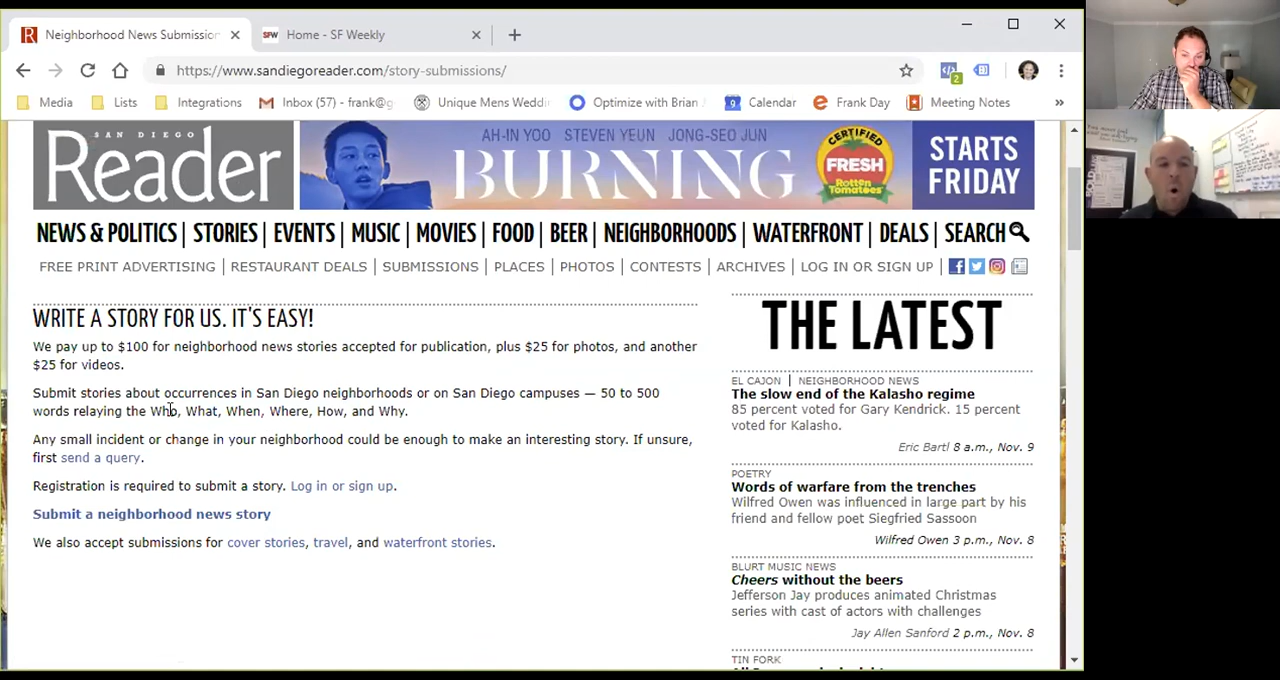 Neighborhood News Submission
SFW Home - SF Weekly
https://www.sandiegoreader.com/story-submissions/
2
Media Lists Integrations Inbox (57) - frank@g Unique Mens Weddi Optimize with Brian 9 Calendar Frank Day Meeting Notes »
SAN DIEGO
Reader
AH-IN YOO STEVEN YEUN JONG-SEO JUN
BURNING
CERTIFIED
FRESH
Rotten
Tomatoes
STARTS
FRIDAY
NEWS & POLITICS | STORIES | EVENTS | MUSIC | MOVIES | FOOD | BEER | NEIGHBORHOODS | WATERFRONT | DEALS | SEARCH
FREE PRINT ADVERTISING | RESTAURANT DEALS | SUBMISSIONS | PLACES | PHOTOS | CONTESTS | ARCHIVES | LOG IN OR SIGN UP |
WRITE A STORY FOR US. IT'S EASY!
We pay up to $100 for neighborhood news stories accepted for publication, plus $25 for photos, and another
$25 for videos.
Submit stories about occurrences in San Diego neighborhoods or on San Diego campuses — 50 to 500
words relaying the Who, What, When, Where, How, and Why.
Any small incident or change in your neighborhood could be enough to make an interesting story. If unsure,
first send a query.
Registration is required to submit a story. Log in or sign up.
Submit a neighborhood news story
We also accept submissions for cover stories, travel, and waterfront stories.
THE LATEST
EL CAJON | NEIGHBORHOOD NEWS
The slow end of the Kalasho regime
85 percent voted for Gary Kendrick. 15 percent
voted for Kalasho.
Eric Bartl 8 a.m., Nov. 9
POETRY
Words of warfare from the trenches
Wilfred Owen was influenced in large part by his
friend and fellow poet Siegfried Sassoon
Wilfred Owen 3 p.m., Nov. 8
BLURT MUSIC NEWS
Cheers without the beers
Jefferson Jay produces animated Christmas
series with cast of actors with challenges
Jay Allen Sanford 2 p.m., Nov. 8
TIN FORK